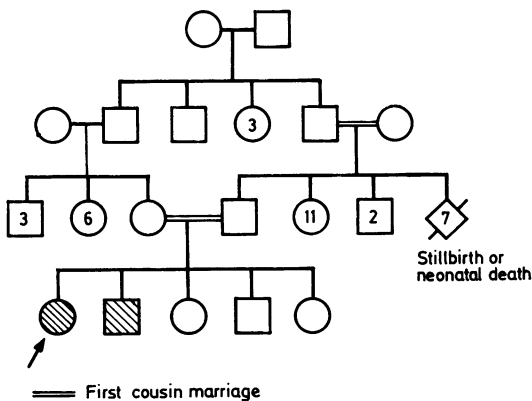 3
3
6
11
2
7
Stillbirth or
neonatal death
First cousin marriage